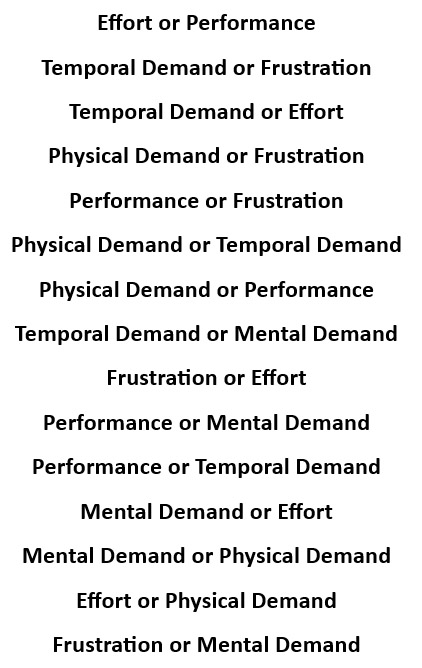 Effort or Performance
Temporal Demand or Frustration
Temporal Demand or Effort
Physical Demand or Frustration
Performance or Frustration
Physical Demand or Temporal Demand
Physical Demand or Performance
Temporal Demand or Mental Demand
Frustration or Effort
Performance or Mental Demand
Performance or Temporal Demand
Mental Demand or Effort
Mental Demand or Physical Demand
Effort or Physical Demand
Frustration or Mental Demand